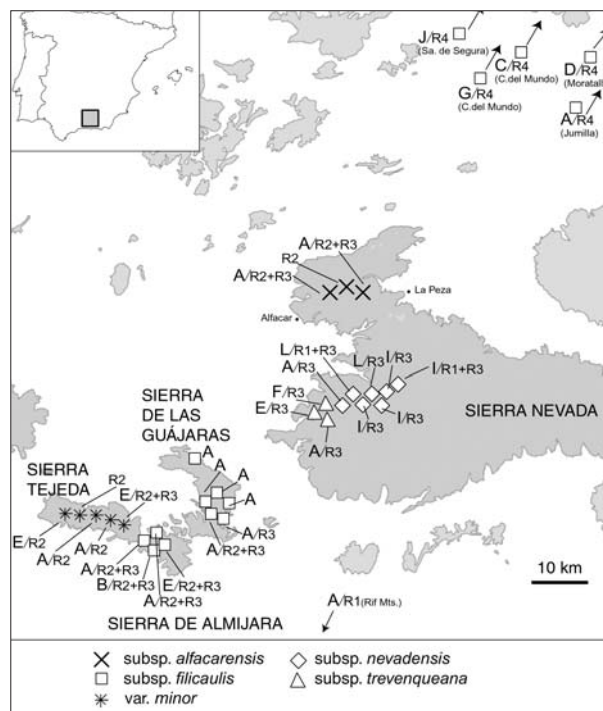 J/R4
(Sa. de Segura)
C/R4
(C.del Mundo)
D/R4
(Moratall
G/R4
(C.del Mundo)
A/R4
(Jumilla)
A/R2+R3
R2
A/R2+R3
La Peza
Alfacar
L/R1+R3
A/R3
L/R3
I/R3
I/R1+R3
F/R3
E/R3
I/R3
I/R3
A/R3
SIERRA NEVADA
SIERRA
DE LAS
GUÁJARAS
A
A
A
A
A/R3
A/R2+R3
SIERRA
TEJEDA
R2
E/R2+R3
E/R2
A/R2
A/R2
A/R2+R3
B/R2+R3
E/R2+R3
A/R2+R3
SIERRA DE ALMIJARA
10 km
A/R1(Rif Mts.)
subsp. alfacarensis
subsp. nevadensis
subsp. filicaulis
subsp. trevenqueana
var. minor